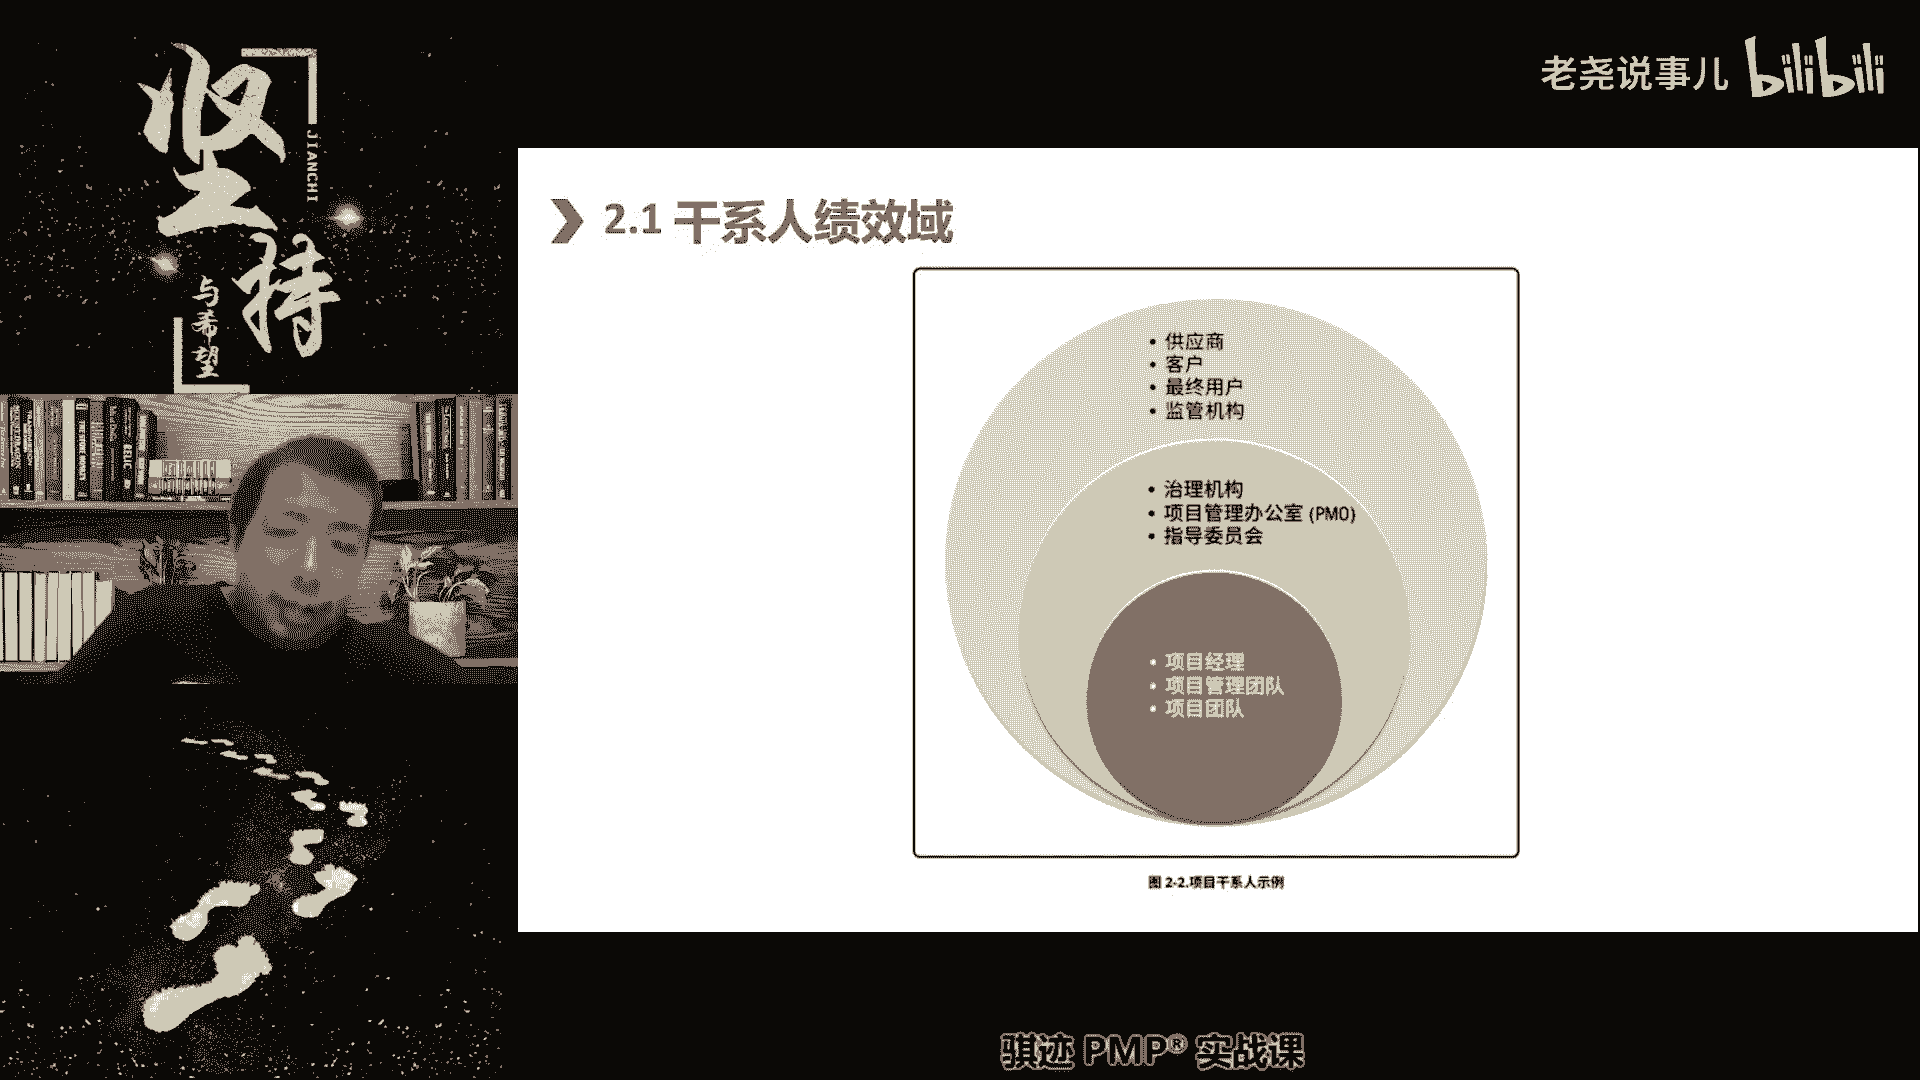 坚持
JIANCHI
与希望
老尧说事儿 bilibili
2.1 干系人绩效域
• 供应商
• 客户
• 最终用户
• 监管机构
• 治理机构
• 项目管理办公室 (PMO)
• 指导委员会
• 项目经理
• 项目管理团队
• 项目团队
图 2-2.项目干系人示例
骐迹 PMP® 实战课